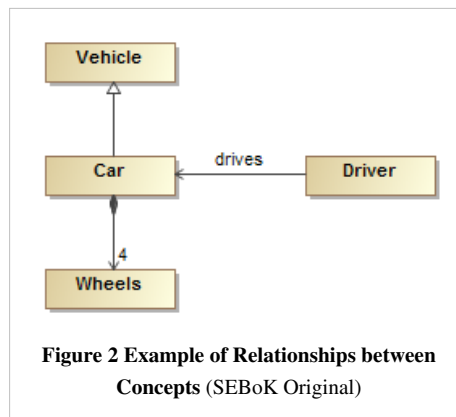 Vehicle
Car
drives
Driver
4
Wheels
Figure 2 Example of Relationships between
Concepts (SEBoK Original)